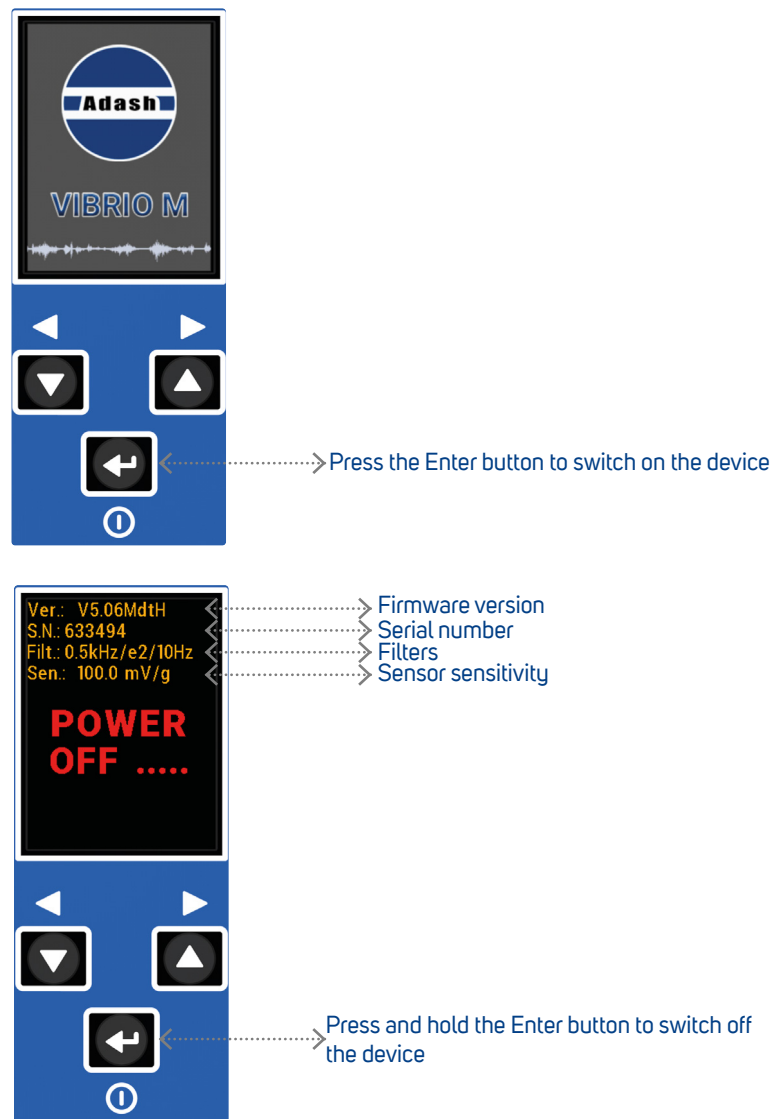 Adash
VIBRIO M
Press the Enter button to switch on the device
Ver.: V5.06MdtH
Firmware version
S.N.: 633494
Serial number
Filt.: 0.5kHz/e2/10Hz
Filters
Sen.: 100.0 mV/g
Sensor sensitivity
POWER
OFF .....
Press and hold the Enter button to switch off
the device